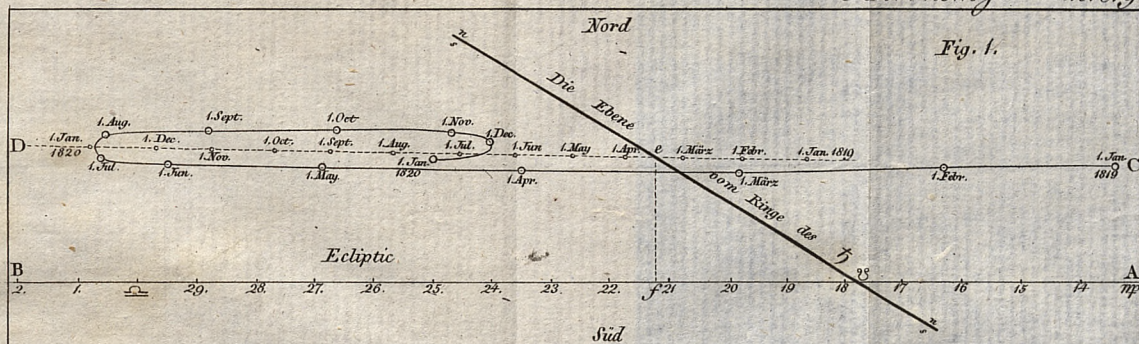 Nord
Fig. 1.
n
s
Die Ebene
vom Ringe des ♄
1. Aug.
1. Sept.
1. Oct.
1. Nov.
1. Dec.
D
1. Jan.
1820
1. Dec.
1. Nov.
1. Oct.
1. Sept.
1. Aug.
1. Jul.
1. Jun
1. May
1. Apr.
e
1. März
1. Febr.
1. Jan. 1819
1. Jul.
1. Jun.
1. May.
1. Jan.
1820
1. Apr.
1. März
1. Febr.
1. Jan
1819
C
Ecliptic
☋
B
A
2.
1.
♎
29.
28.
27.
26.
25.
24.
23.
22.
f
21
20
19
18
17
16
15
14
♍
n
s
Süd